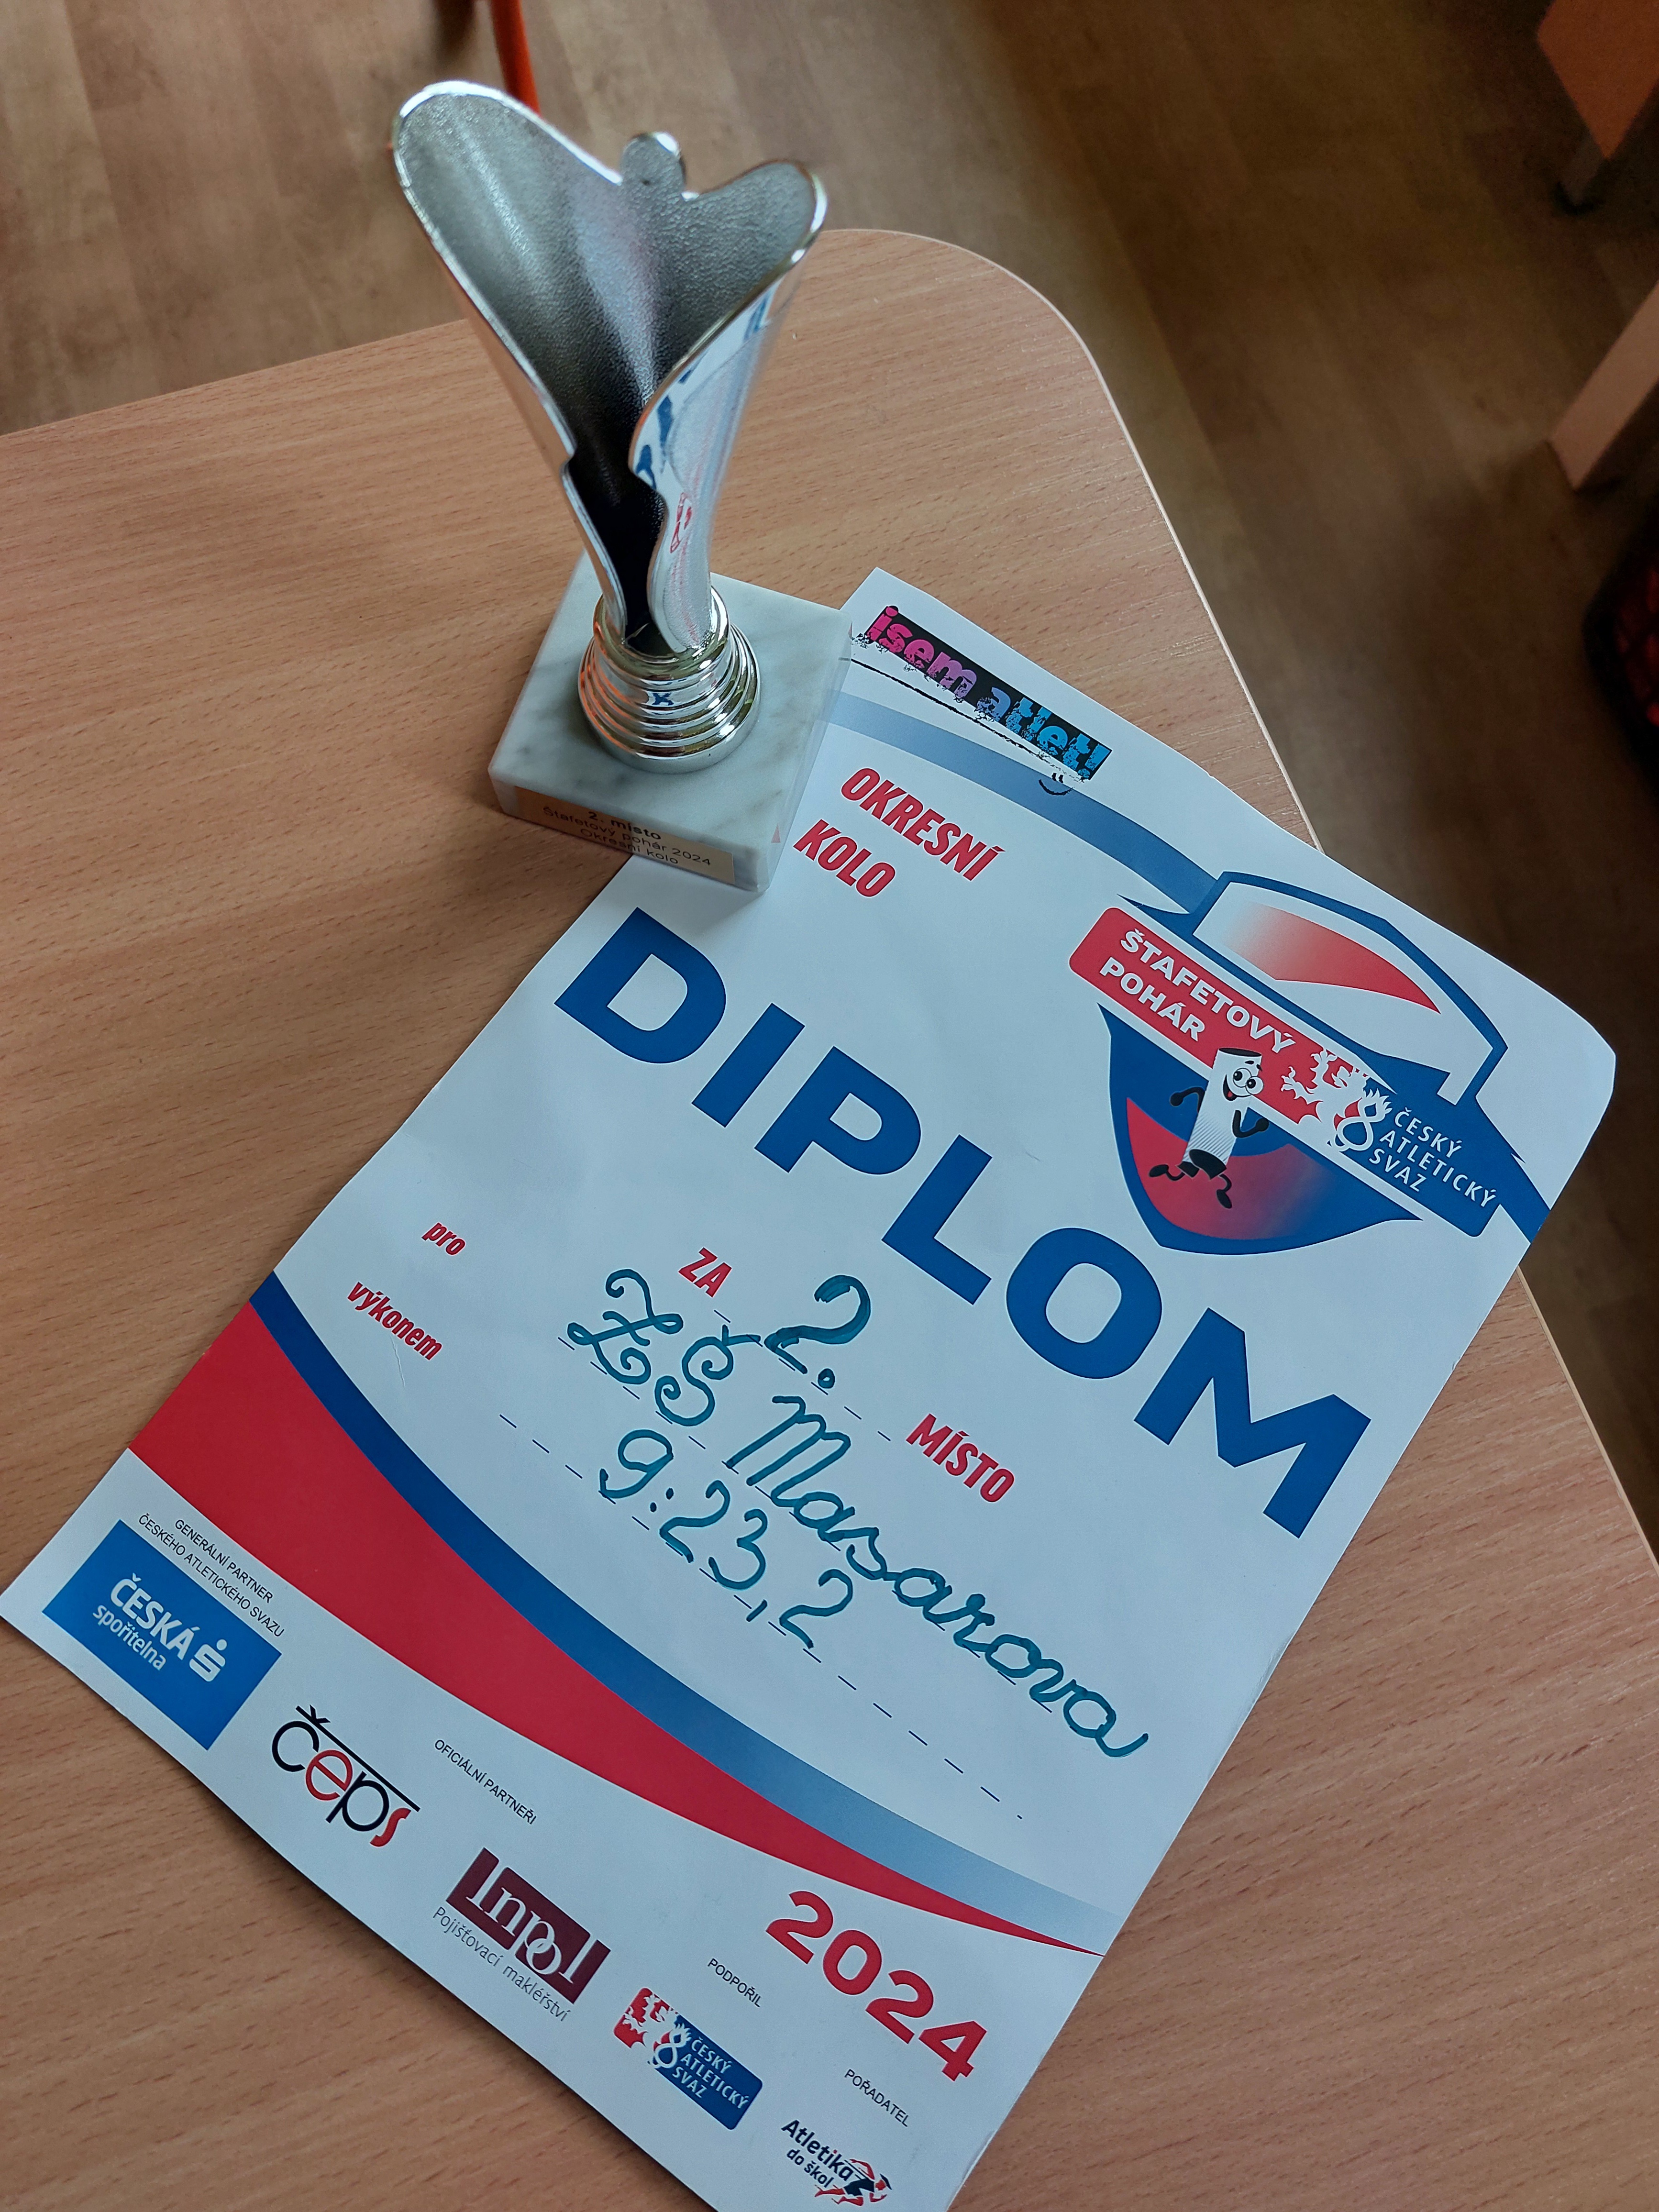 2. místo
Štafetový pohár 2024
Okresní kolo
jsem atlet!
OKRESNÍ
KOLO
ŠTAFETOVÝ
POHÁR
ČESKÝ
ATLETICKÝ
SVAZ
DIPLOM
ZA 2. MÍSTO
pro ZŠ Masarova
výkonem 9:23,2
GENERÁLNÍ PARTNER
ČESKÉHO ATLETICKÉHO SVAZU
ČESKÁ
spořitelna
čeps
OFICIÁLNÍ PARTNEŘI
Pojišťovací makléřství
2024
PODPOŘIL
ČESKÝ
ATLETICKÝ
SVAZ
POŘADATEL
Atletika
do škol